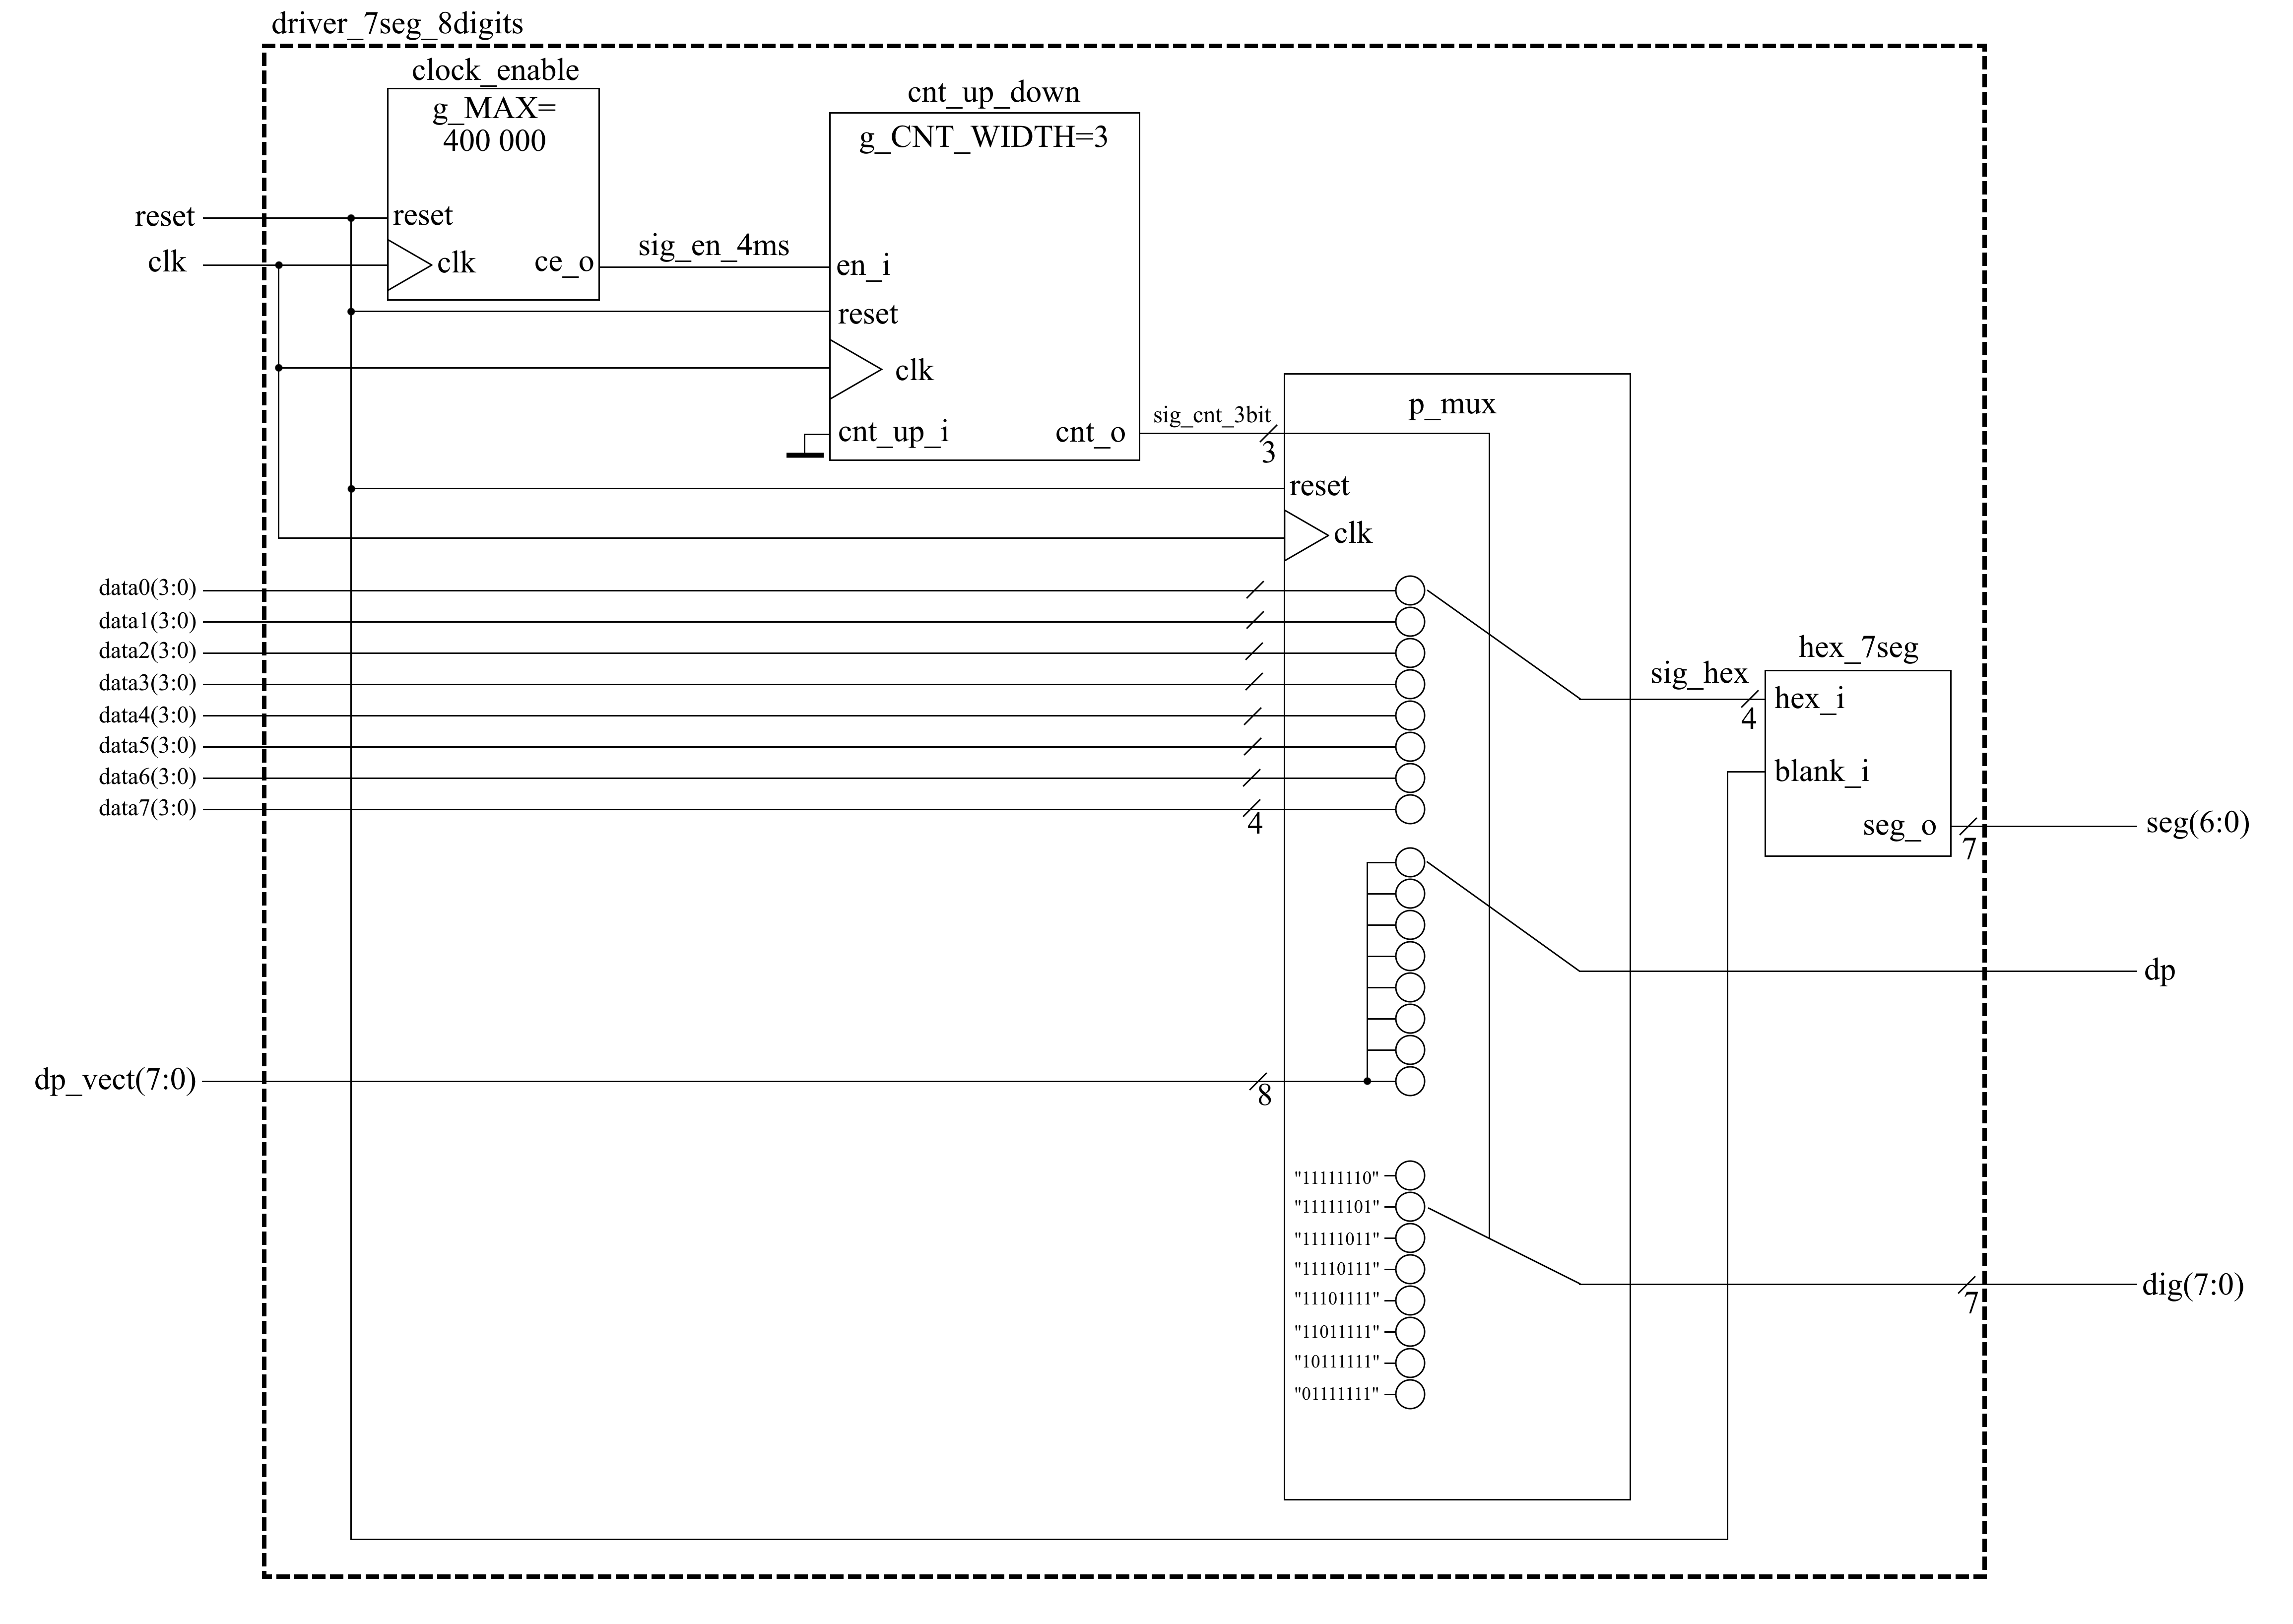 driver_7seg_8digits
clock_enable
g_MAX=
400 000
reset
clk
ce_o
sig_en_4ms
cnt_up_down
g_CNT_WIDTH=3
en_i
reset
clk
cnt_up_i
cnt_o
sig_cnt_3bit
3
p_mux
reset
clk
reset
clk
data0(3:0)
data1(3:0)
data2(3:0)
data3(3:0)
data4(3:0)
data5(3:0)
data6(3:0)
data7(3:0)
4
dp_vect(7:0)
8
"11111110"
"11111101"
"11111011"
"11110111"
"11101111"
"11011111"
"10111111"
"01111111"
sig_hex
4
hex_7seg
hex_i
blank_i
seg_o
7
seg(6:0)
dp
7
dig(7:0)